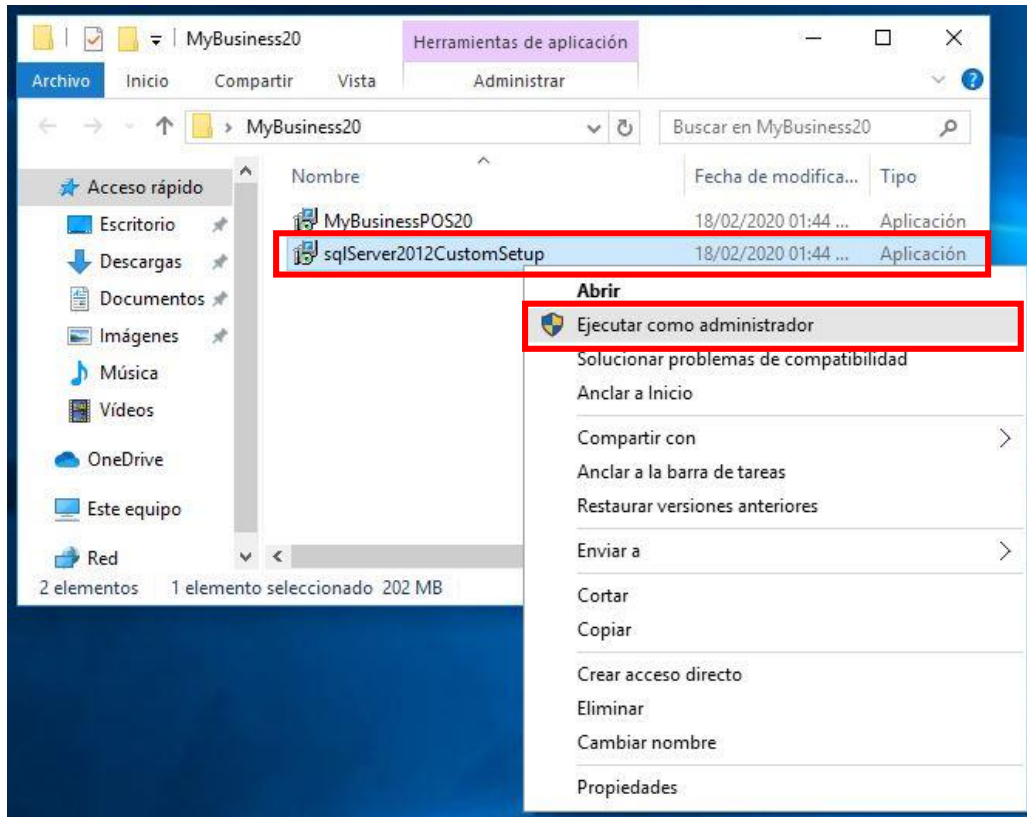 MyBusiness20
Herramientas de aplicación
Archivo Inicio Compartir Vista Administrar
MyBusiness20 Buscar en MyBusiness20
Acceso rápido
Escritorio
Descargas
Documentos
Imágenes
Música
Vídeos
OneDrive
Este equipo
Red
Nombre Fecha de modifica... Tipo
MyBusinessPOS20 18/02/2020 01:44 ... Aplicación
sqlServer2012CustomSetup 18/02/2020 01:44 ... Aplicación
2 elementos 1 elemento seleccionado 202 MB
Abrir
Ejecutar como administrador
Solucionar problemas de compatibilidad
Anclar a Inicio
Compartir con
Anclar a la barra de tareas
Restaurar versiones anteriores
Enviar a
Cortar
Copiar
Crear acceso directo
Eliminar
Cambiar nombre
Propiedades